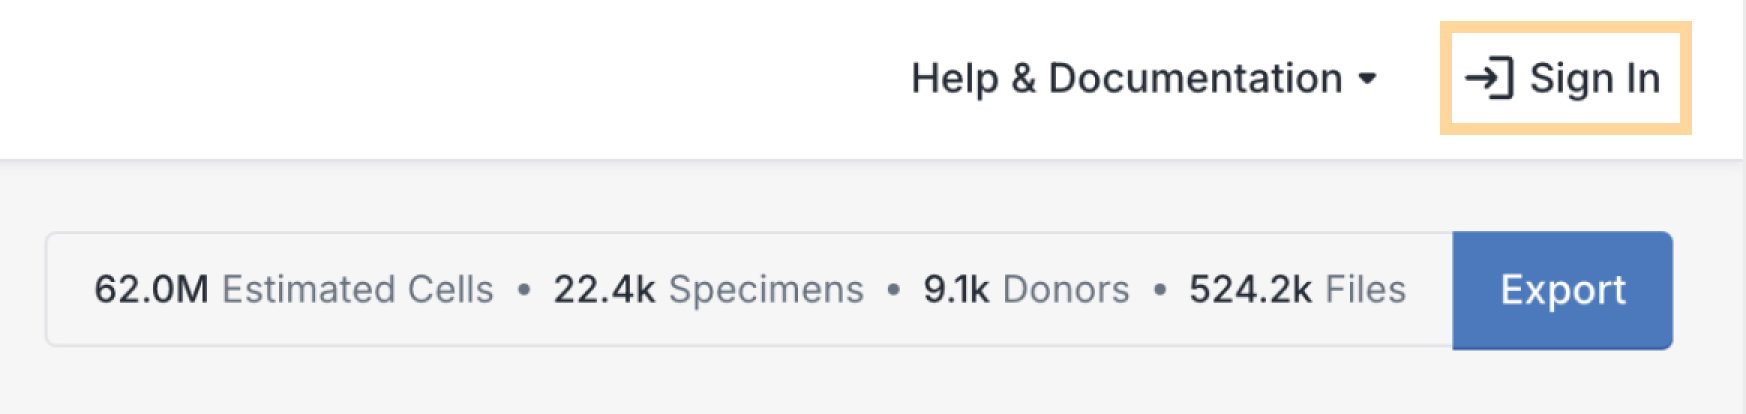 Help & Documentation Sign In
62.0M Estimated Cells • 22.4k Specimens • 9.1k Donors • 524.2k Files Export